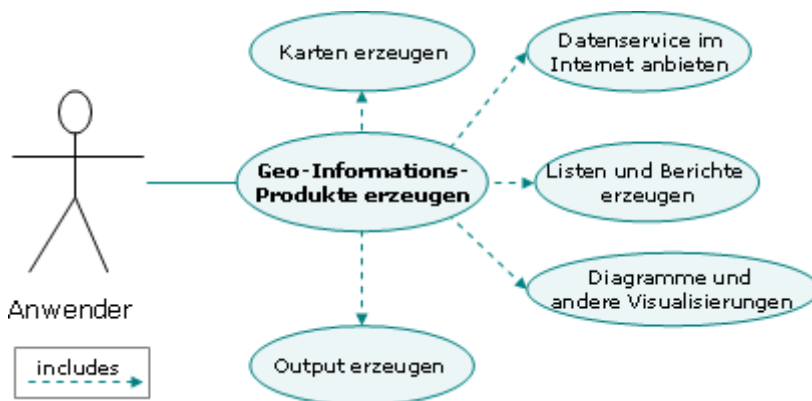 Karten erzeugen
Datenservice im
Internet anbieten
Geo-Informations-
Produkte erzeugen
Listen und Berichte
erzeugen
Diagramme und
andere Visualisierungen
Anwender
Output erzeugen
includes